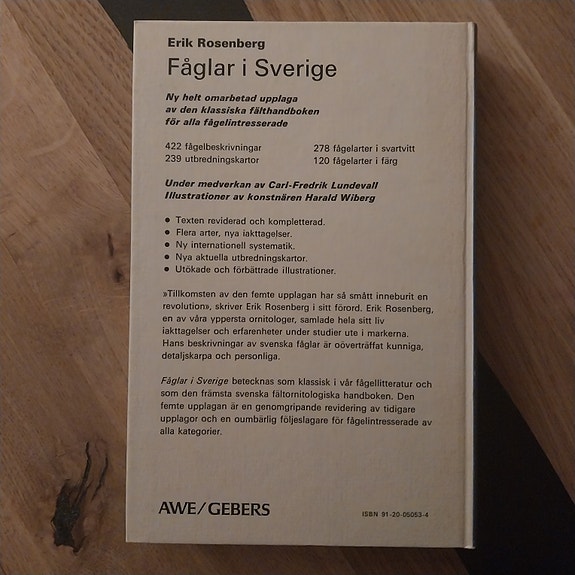 Erik Rosenberg
Fåglar i Sverige
Ny helt omarbetad upplaga
av den klassiska fälthandboken
för alla fågelintresserade
422 fågelbeskrivningar 278 fågelarter i svartvitt
239 utbredningskartor 120 fågelarter i färg
Under medverkan av Carl-Fredrik Lundevall
Illustrationer av konstnären Harald Wiberg
● Texten reviderad och kompletterad.
● Flera arter, nya iakttagelser.
● Ny internationell systematik.
● Nya aktuella utbredningskartor.
● Utökade och förbättrade illustrationer.
»Tillkomsten av den femte upplagan har så smått inneburit en
revolution», skriver Erik Rosenberg i sitt förord. Erik Rosenberg,
en av våra yppersta ornitologer, samlade hela sitt liv
iakttagelser och erfarenheter under studier ute i markerna.
Hans beskrivningar av svenska fåglar är oöverträffat kunniga,
detaljskarpa och personliga.
Fåglar i Sverige betecknas som klassisk i vår fågellitteratur och
som den främsta svenska fältornitologiska handboken. Den
femte upplagan är en genomgripande revidering av tidigare
upplagor och en oumbärlig följeslagare för fågelintresserade av
alla kategorier.
AWE/GEBERS
ISBN 91-20-05053-4